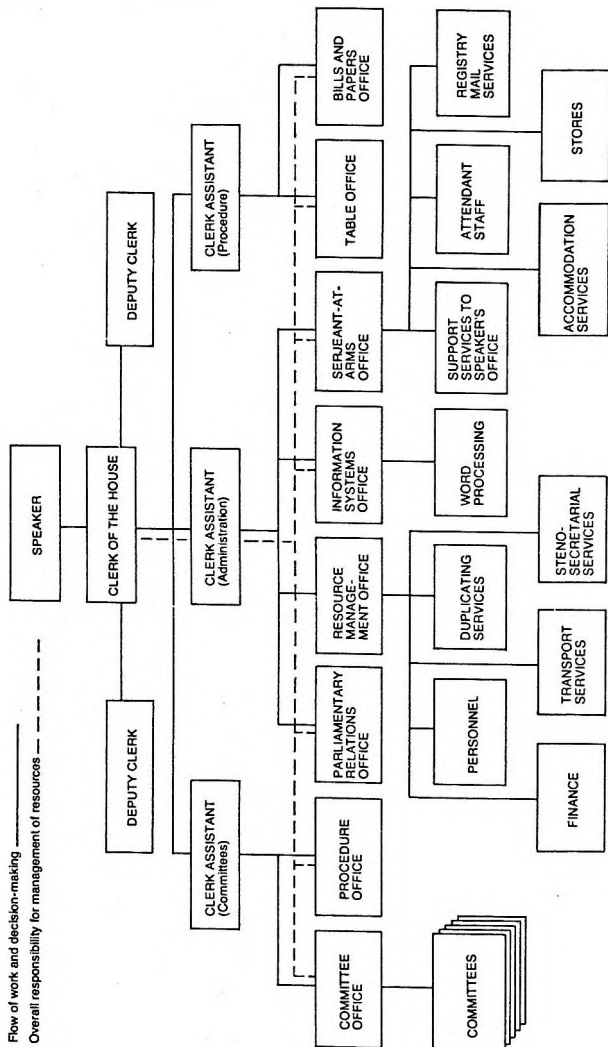 Flow of work and decision-making
Overall responsibility for management of resources
SPEAKER
DEPUTY CLERK
CLERK OF THE HOUSE
DEPUTY CLERK
CLERK ASSISTANT
(Committees)
CLERK ASSISTANT
(Administration)
CLERK ASSISTANT
(Procedure)
COMMITTEE
OFFICE
PROCEDURE
OFFICE
PARLIAMENTARY
RELATIONS
OFFICE
RESOURCE
MANAGE-
MENT OFFICE
INFORMATION
SYSTEMS
OFFICE
SERJEANT-AT-
ARMS
OFFICE
TABLE OFFICE
BILLS AND
PAPERS
OFFICE
COMMITTEES
PERSONNEL
DUPLICATING
SERVICES
WORD
PROCESSING
SUPPORT
SERVICES TO
SPEAKER'S
OFFICE
ATTENDANT
STAFF
REGISTRY
MAIL
SERVICES
FINANCE
TRANSPORT
SERVICES
STENO-
SECRETARIAL
SERVICES
ACCOMMODATION
SERVICES
STORES